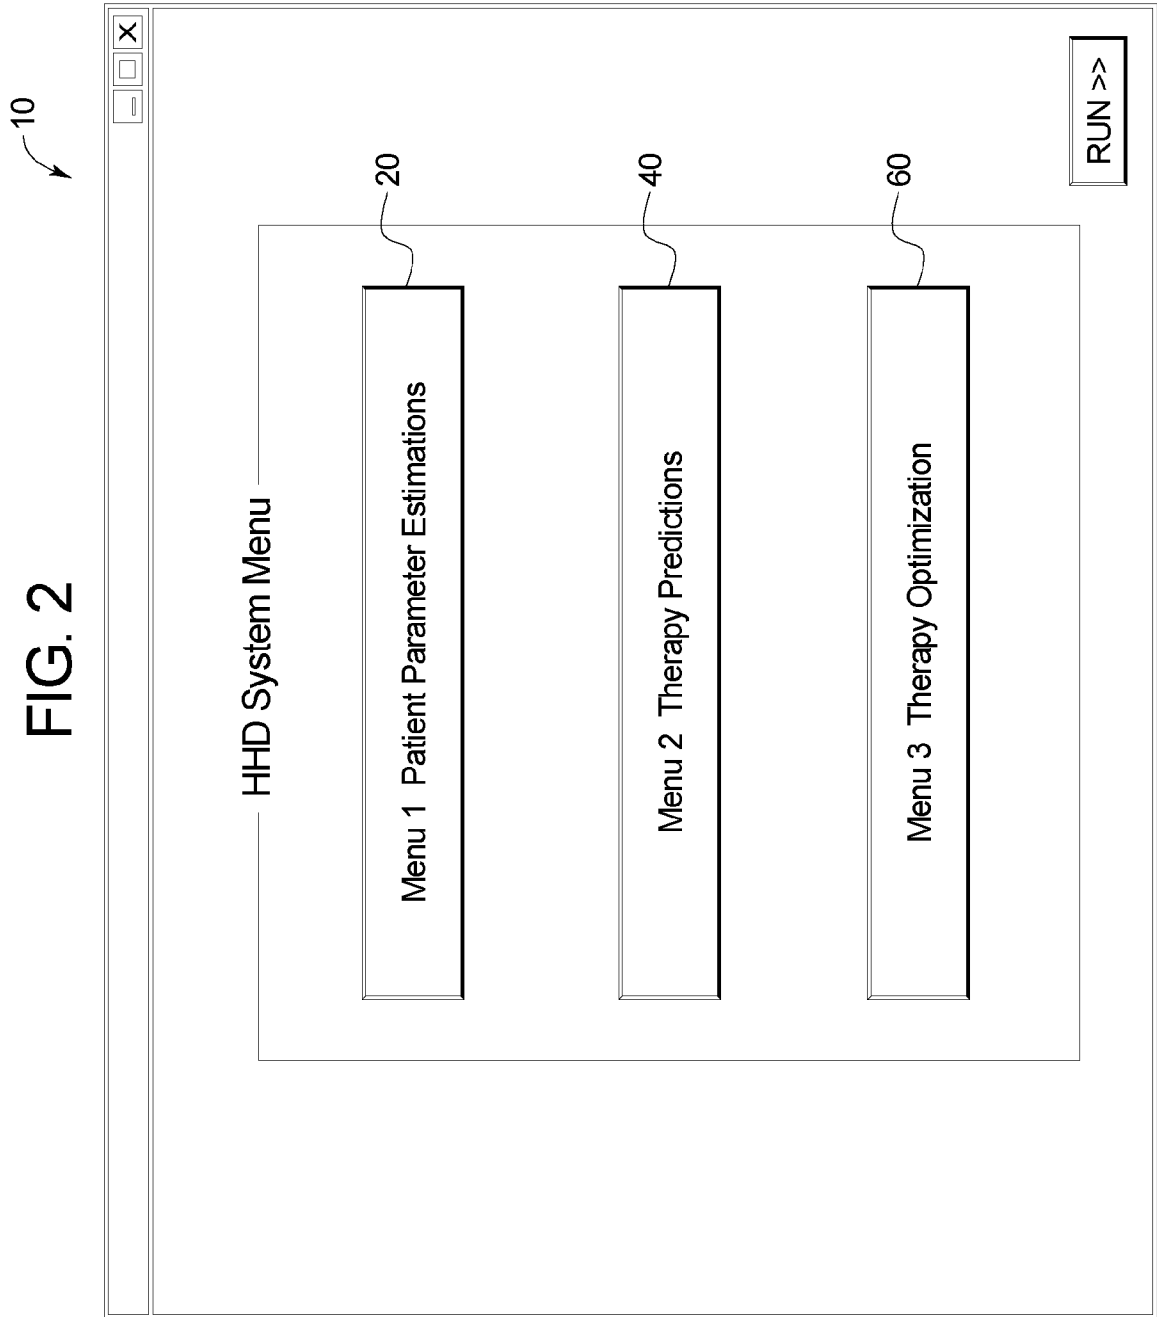 FIG. 2
10
X
HHD System Menu
Menu 1 Patient Parameter Estimations
20
Menu 2 Therapy Predictions
40
Menu 3 Therapy Optimization
60
RUN >>